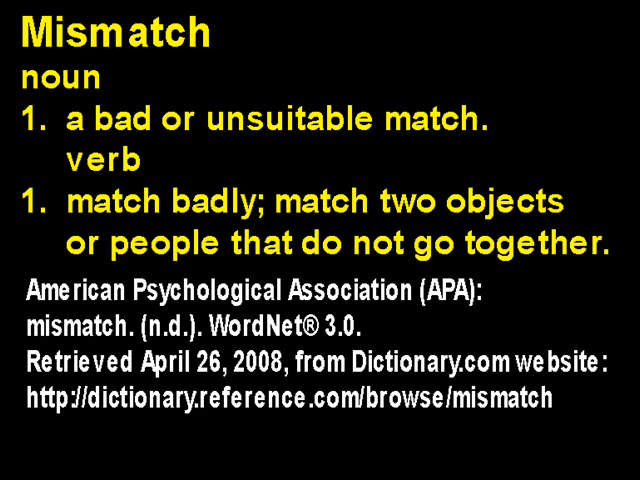 Mismatch
noun
1. a bad or unsuitable match.
verb
1. match badly; match two objects
or people that do not go together.
American Psychological Association (APA):
mismatch. (n.d.). WordNet® 3.0.
Retrieved April 26, 2008, from Dictionary.com website:
http://dictionary.reference.com/browse/mismatch